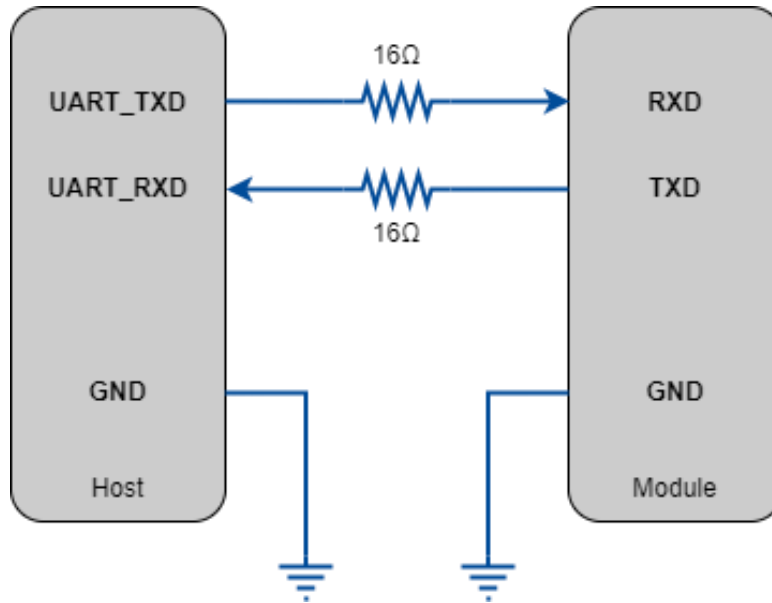 16Ω
UART_TXD
RXD
UART_RXD
TXD
16Ω
GND
GND
Host
Module